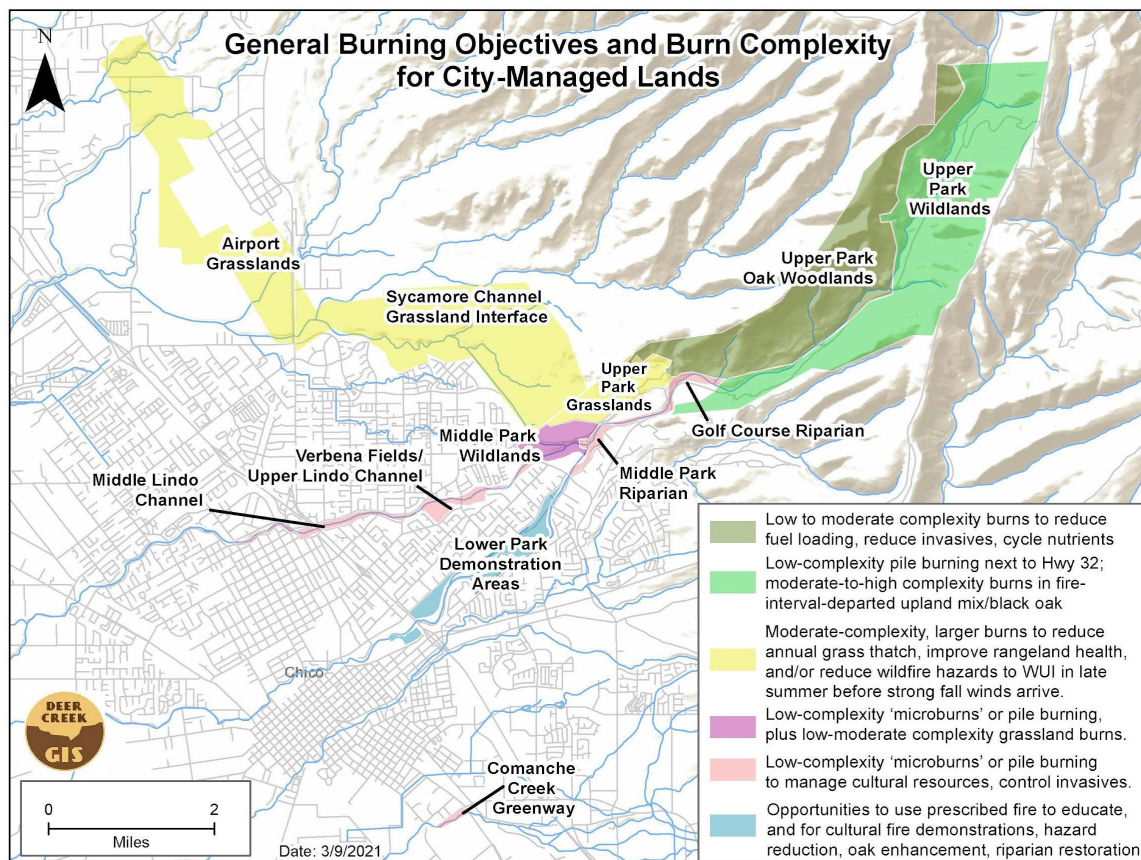 General Burning Objectives and Burn Complexity
for City-Managed Lands
N
Upper
Park
Wildlands
Airport
Grasslands
Upper Park
Oak Woodlands
Sycamore Channel
Grassland Interface
Upper
Park
Grasslands
Golf Course Riparian
Middle Park
Wildlands
Verbena Fields/
Upper Lindo Channel
Middle Park
Riparian
Middle Lindo
Channel
Lower Park
Demonstration
Areas
Chico
Comanche
Creek
Greenway
DEER
CREEK
GIS
0 2
Miles
Date: 3/9/2021
Low to moderate complexity burns to reduce
fuel loading, reduce invasives, cycle nutrients
Low-complexity pile burning next to Hwy 32;
moderate-to-high complexity burns in fire-
interval-departed upland mix/black oak
Moderate-complexity, larger burns to reduce
annual grass thatch, improve rangeland health,
and/or reduce wildfire hazards to WUI in late
summer before strong fall winds arrive.
Low-complexity ‘microburns’ or pile burning,
plus low-moderate complexity grassland burns.
Low-complexity ‘microburns’ or pile burning
to manage cultural resources, control invasives.
Opportunities to use prescribed fire to educate,
and for cultural fire demonstrations, hazard
reduction, oak enhancement, riparian restoration